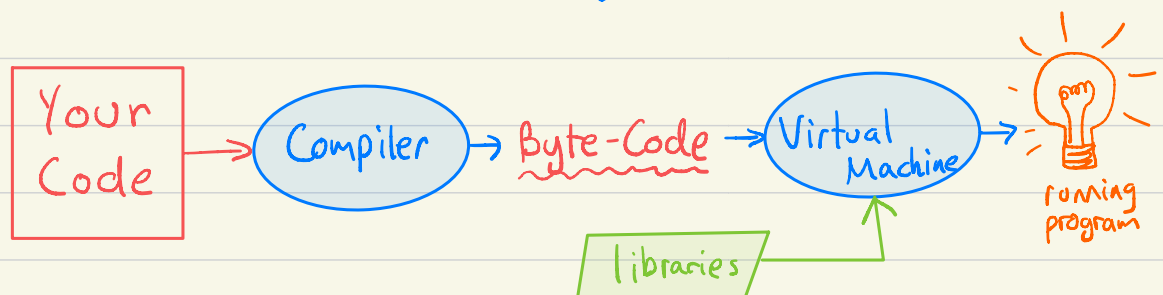 Your
Code
Compiler
Byte-Code
Virtual
Machine
running
program
libraries